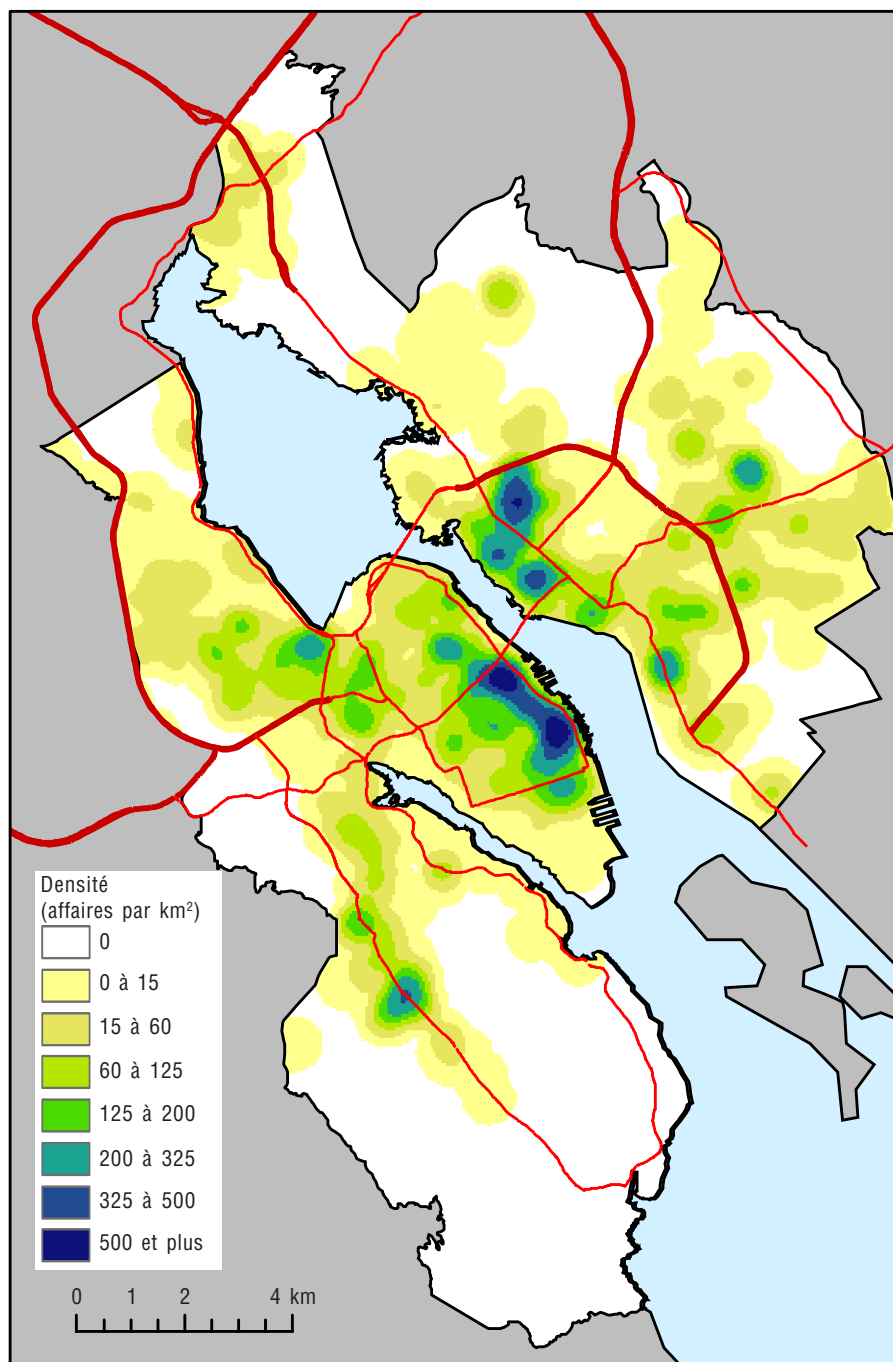 Densité
(affaires par km²)
0
0 à 15
15 à 60
60 à 125
125 à 200
200 à 325
325 à 500
500 et plus
0 1 2 4 km